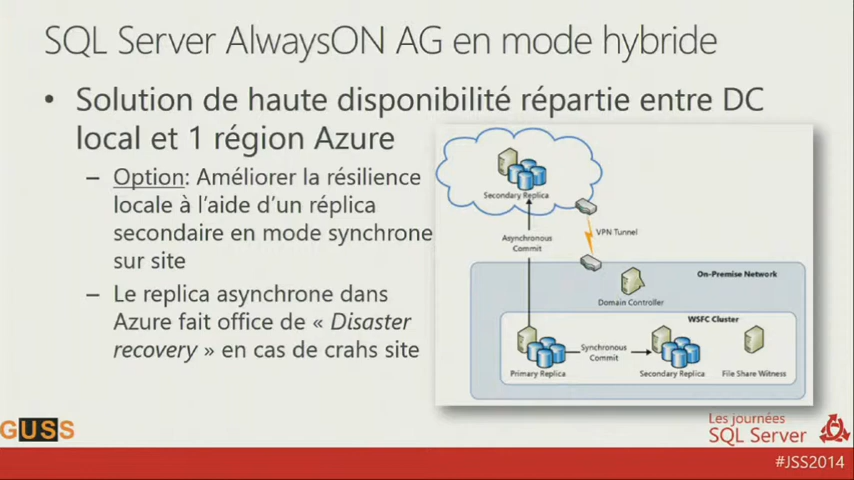 SQL Server AlwaysON AG en mode hybride
• Solution de haute disponibilité répartie entre DC
local et 1 région Azure
– Option: Améliorer la résilience
locale à l’aide d’un réplica
secondaire en mode synchrone
sur site
– Le replica asynchrone dans
Azure fait office de « Disaster
recovery » en cas de crahs site
Secondary Replica
Asynchronous
Commit
VPN Tunnel
On-Premise Network
Domain Controller
WSFC Cluster
Primary Replica
Synchronous
Commit
Secondary Replica
File Share Witness
GUSS
Les journées
SQL Server
#JSS2014